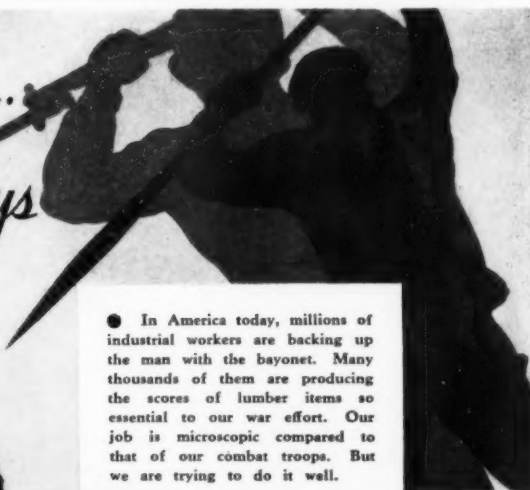 ys
● In America today, millions of
industrial workers are backing up
the man with the bayonet. Many
thousands of them are producing
the scores of lumber items so
essential to our war effort. Our
job is microscopic compared to
that of our combat troops. But
we are trying to do it well.